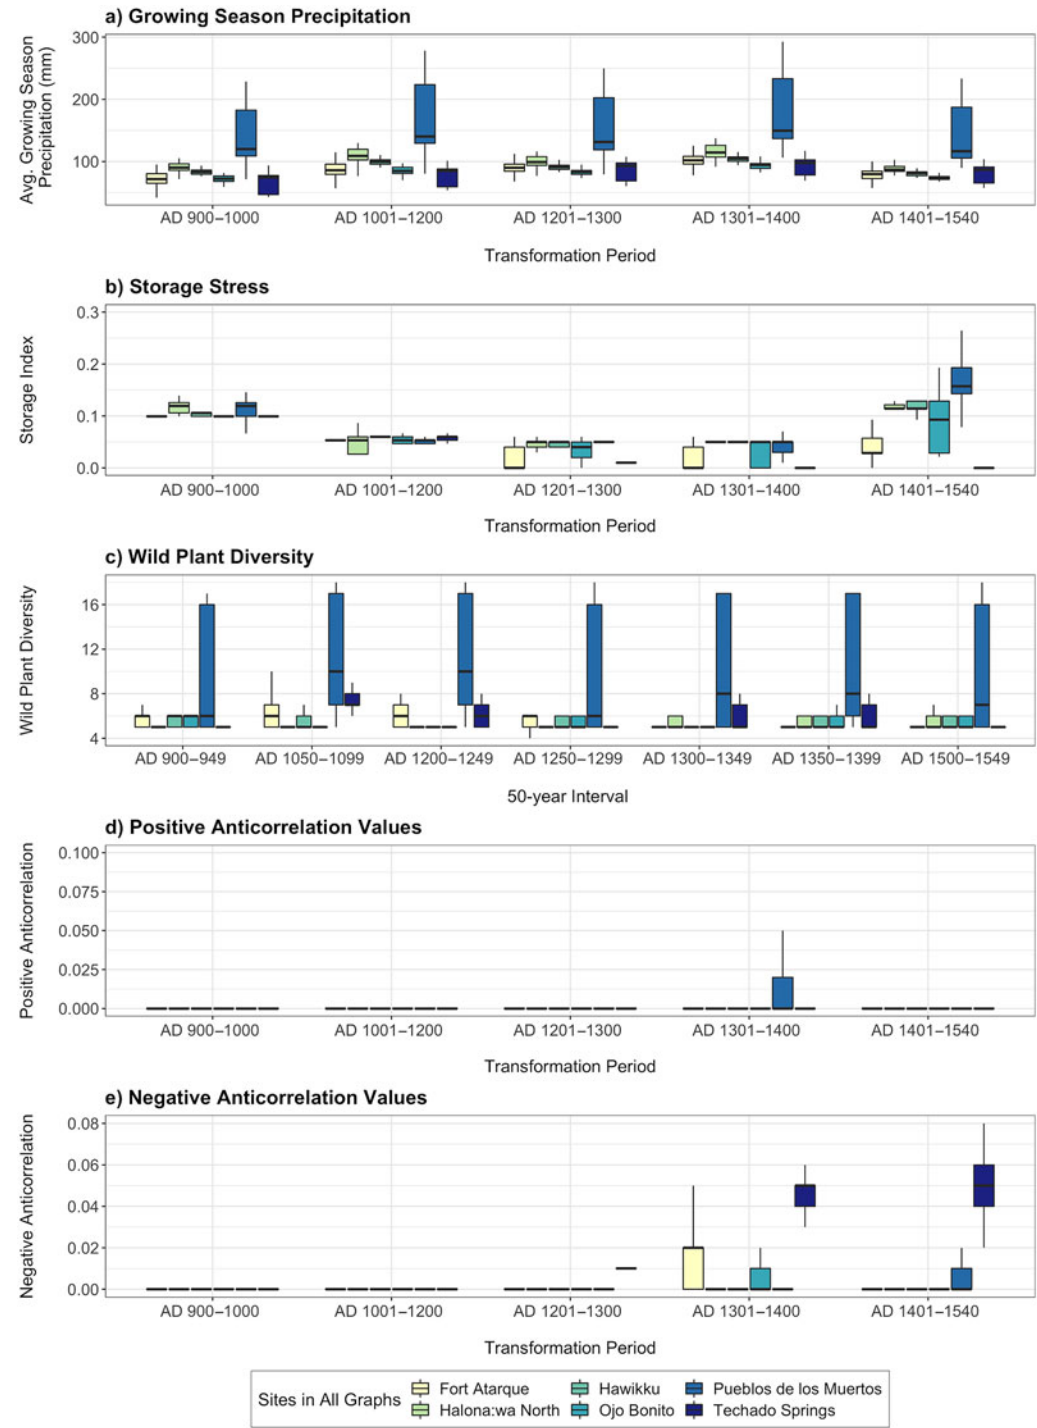 a) Growing Season Precipitation
Avg. Growing Season
Precipitation (mm)
300
200
100
AD 900–1000 AD 1001–1200 AD 1201–1300 AD 1301–1400 AD 1401–1540
Transformation Period
b) Storage Stress
Storage Index
0.3
0.2
0.1
0.0
AD 900–1000 AD 1001–1200 AD 1201–1300 AD 1301–1400 AD 1401–1540
Transformation Period
c) Wild Plant Diversity
Wild Plant Diversity
16
12
8
4
AD 900–949 AD 1050–1099 AD 1200–1249 AD 1250–1299 AD 1300–1349 AD 1350–1399 AD 1500–1549
50-year Interval
d) Positive Anticorrelation Values
Positive Anticorrelation
0.100
0.075
0.050
0.025
0.000
AD 900–1000 AD 1001–1200 AD 1201–1300 AD 1301–1400 AD 1401–1540
Transformation Period
e) Negative Anticorrelation Values
Negative Anticorrelation
0.08
0.06
0.04
0.02
0.00
AD 900–1000 AD 1001–1200 AD 1201–1300 AD 1301–1400 AD 1401–1540
Transformation Period
Sites in All Graphs
Fort Atarque Hawikku Pueblos de los Muertos
Halona:wa North Ojo Bonito Techado Springs